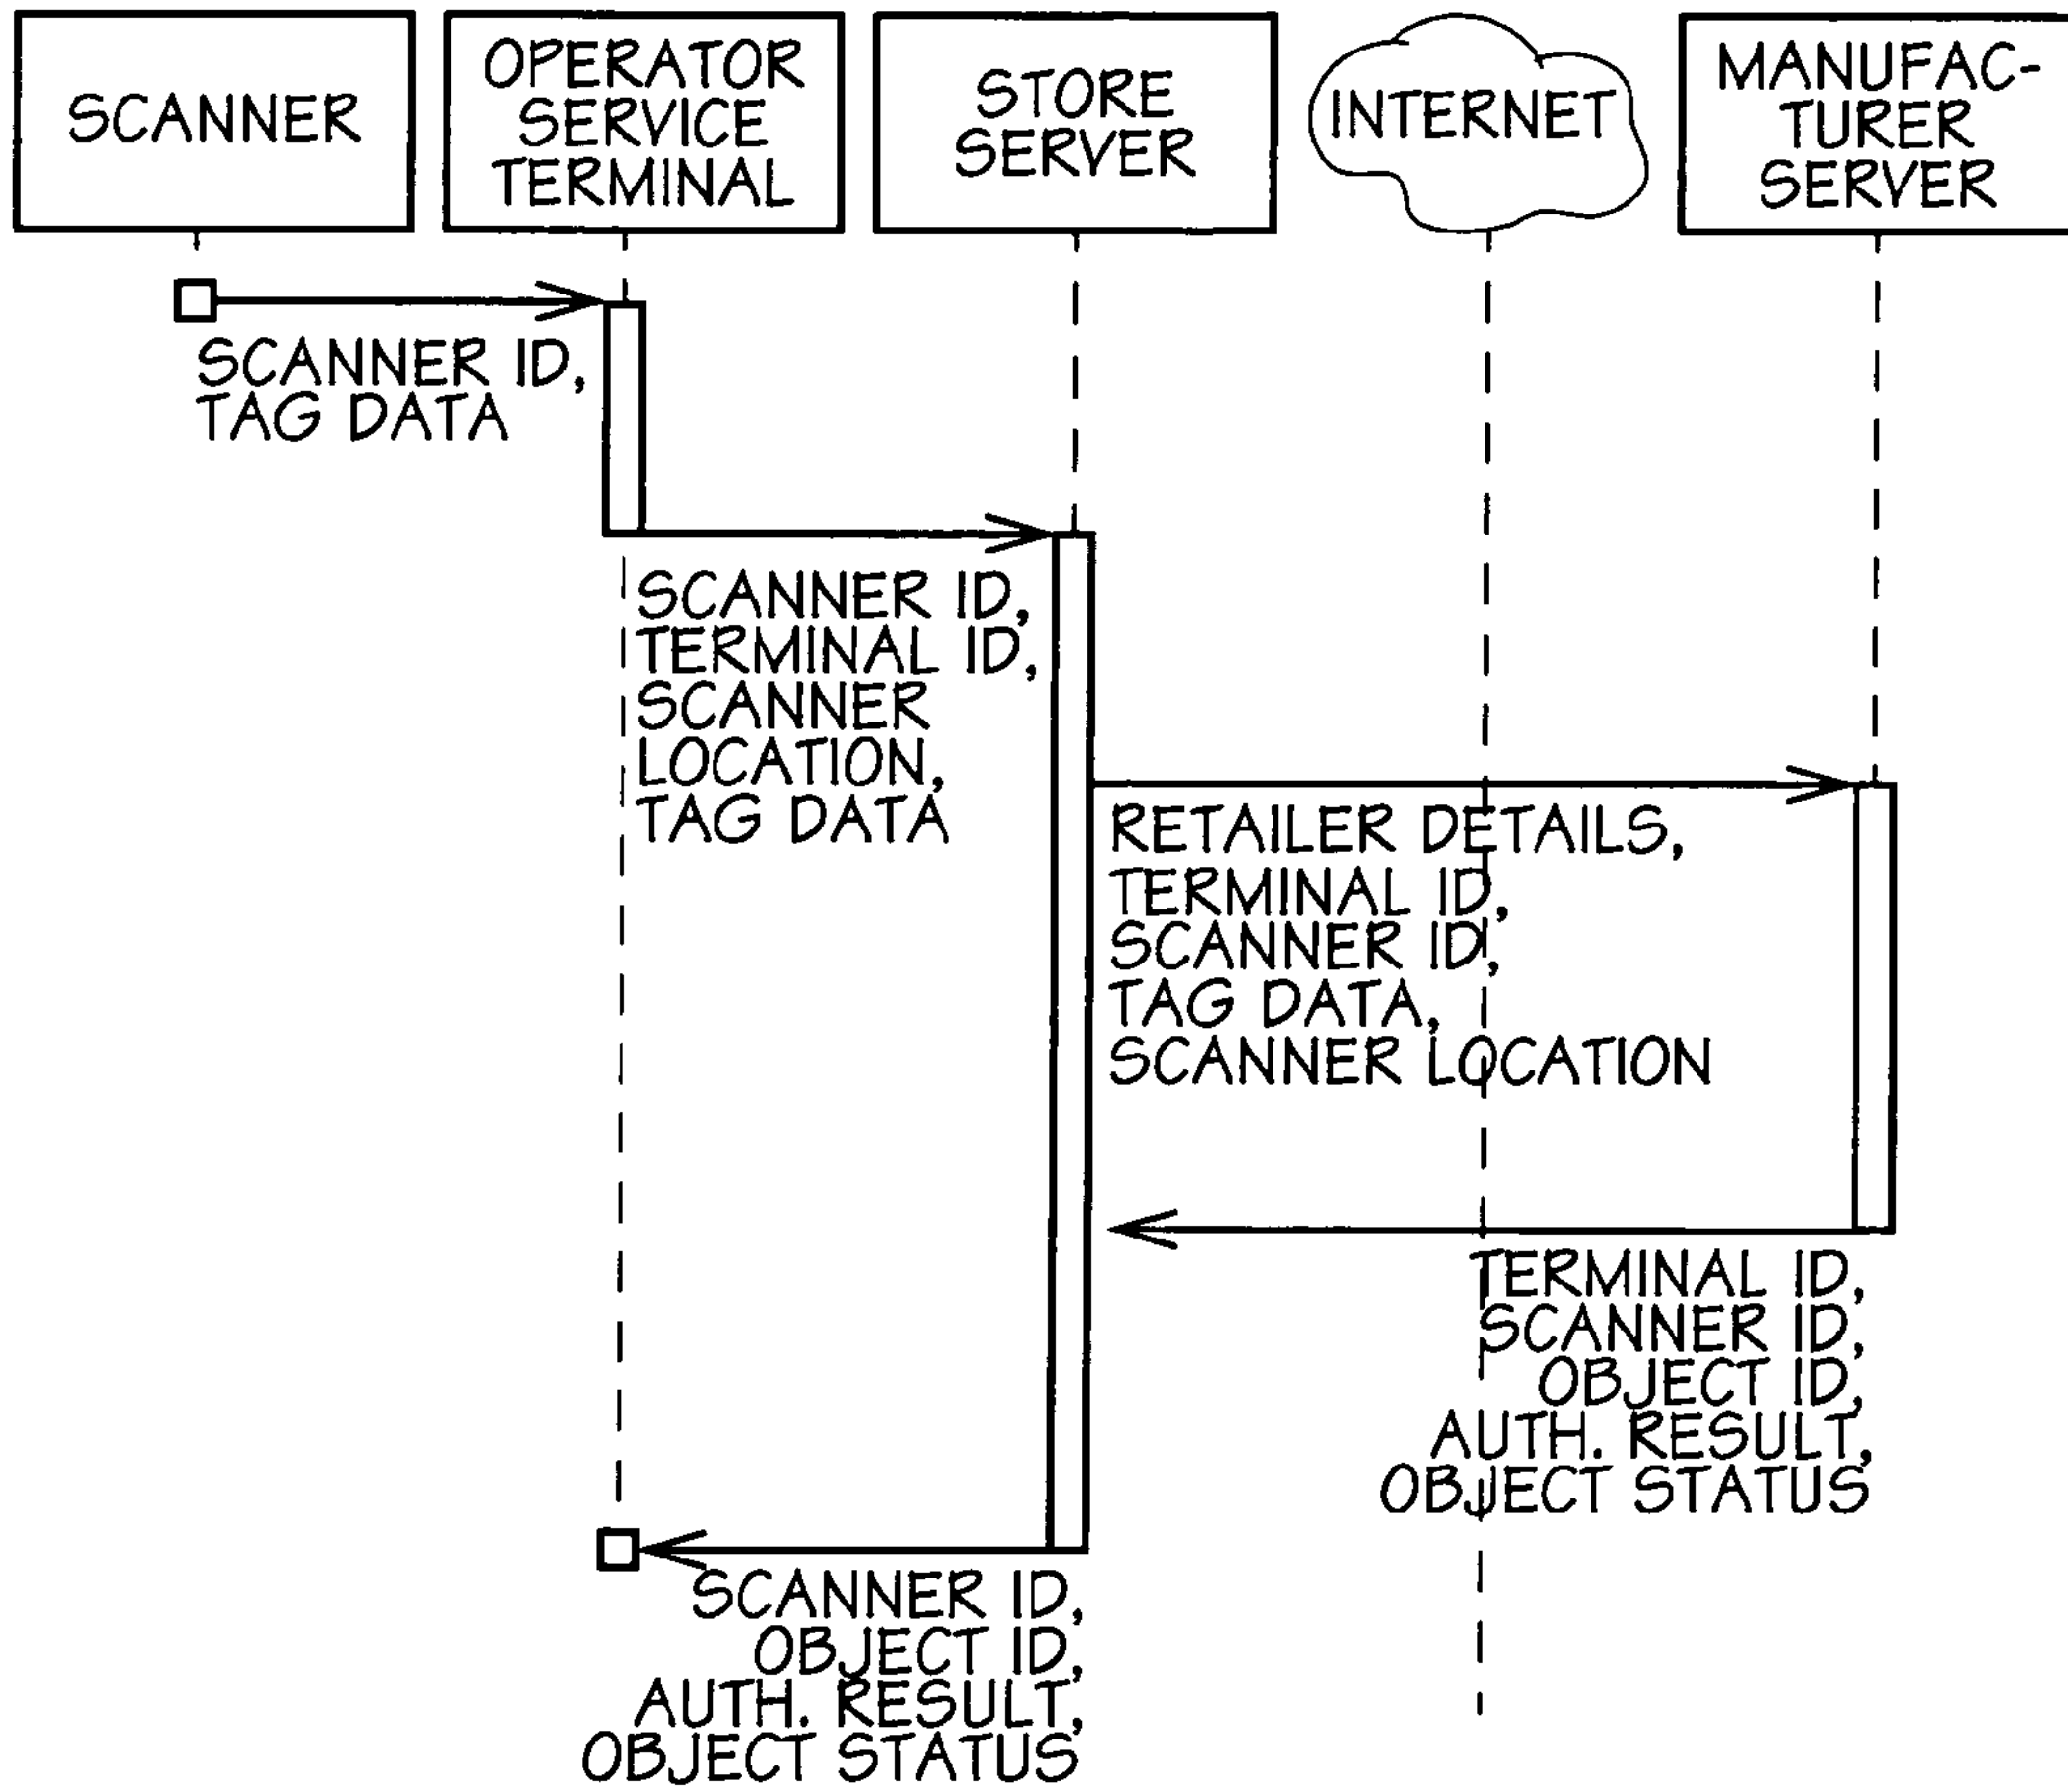 SCANNER
OPERATOR
SERVICE
TERMINAL
STORE
SERVER
INTERNET
MANUFAC-
TURER
SERVER
SCANNER ID,
TAG DATA
SCANNER ID,
TERMINAL ID,
SCANNER
LOCATION,
TAG DATA
RETAILER DETAILS,
TERMINAL ID,
SCANNER ID,
TAG DATA,
SCANNER LOCATION
TERMINAL ID,
SCANNER ID,
OBJECT ID,
AUTH. RESULT,
OBJECT STATUS
SCANNER ID,
OBJECT ID,
AUTH. RESULT,
OBJECT STATUS